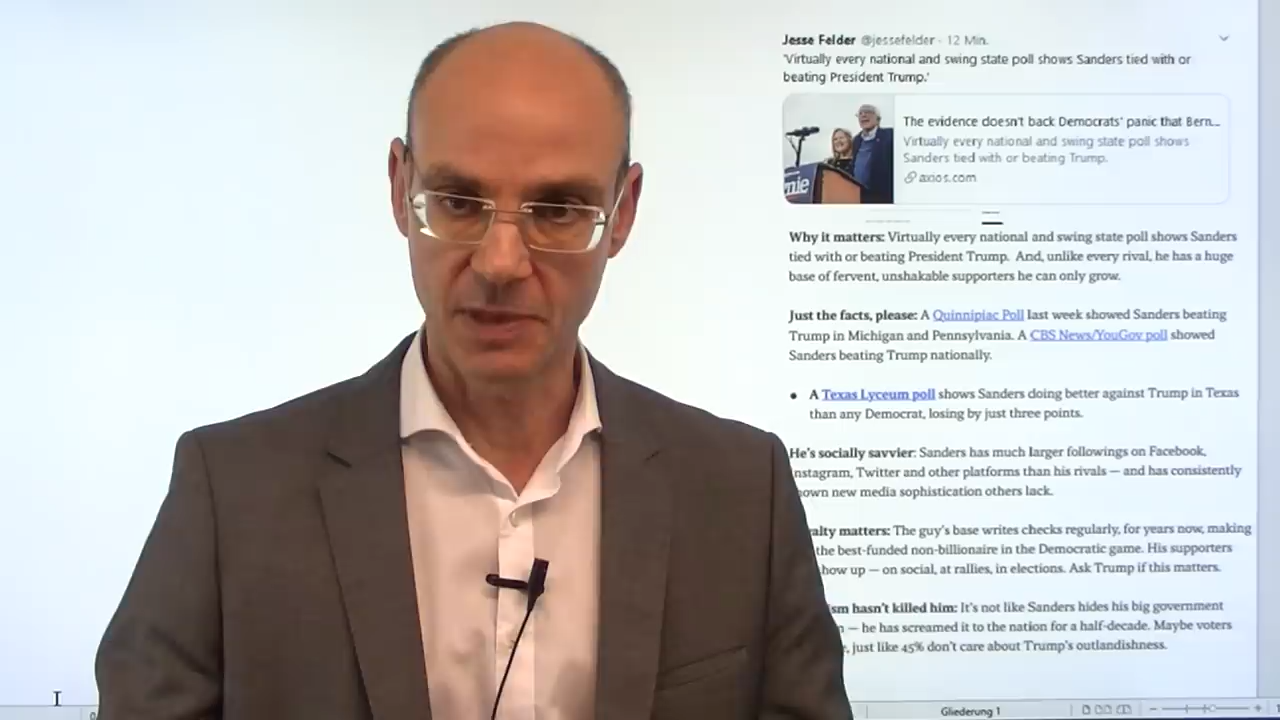 Jesse Felder @jessefelder · 12 Min.
'Virtually every national and swing state poll shows Sanders tied with or
beating President Trump.'
The evidence doesn't back Democrats' panic that Bern...
Virtually every national and swing state poll shows
Sanders tied with or beating Trump.
axios.com
nie
Why it matters: Virtually every national and swing state poll shows Sanders
tied with or beating President Trump. And, unlike every rival, he has a huge
base of fervent, unshakable supporters he can only grow.
Just the facts, please: A Quinnipiac Poll last week showed Sanders beating
Trump in Michigan and Pennsylvania. A CBS News/YouGov poll showed
Sanders beating Trump nationally.
• A Texas Lyceum poll shows Sanders doing better against Trump in Texas
than any Democrat, losing by just three points.
He's socially savvier: Sanders has much larger followings on Facebook,
nstagram, Twitter and other platforms than his rivals — and has consistently
own new media sophistication others lack.
alty matters: The guy's base writes checks regularly, for years now, making
the best-funded non-billionaire in the Democratic game. His supporters
how up — on social, at rallies, in elections. Ask Trump if this matters.
ism hasn't killed him: It's not like Sanders hides his big government
— he has screamed it to the nation for a half-decade. Maybe voters
, just like 45% don't care about Trump's outlandishness.
Gliederung 1